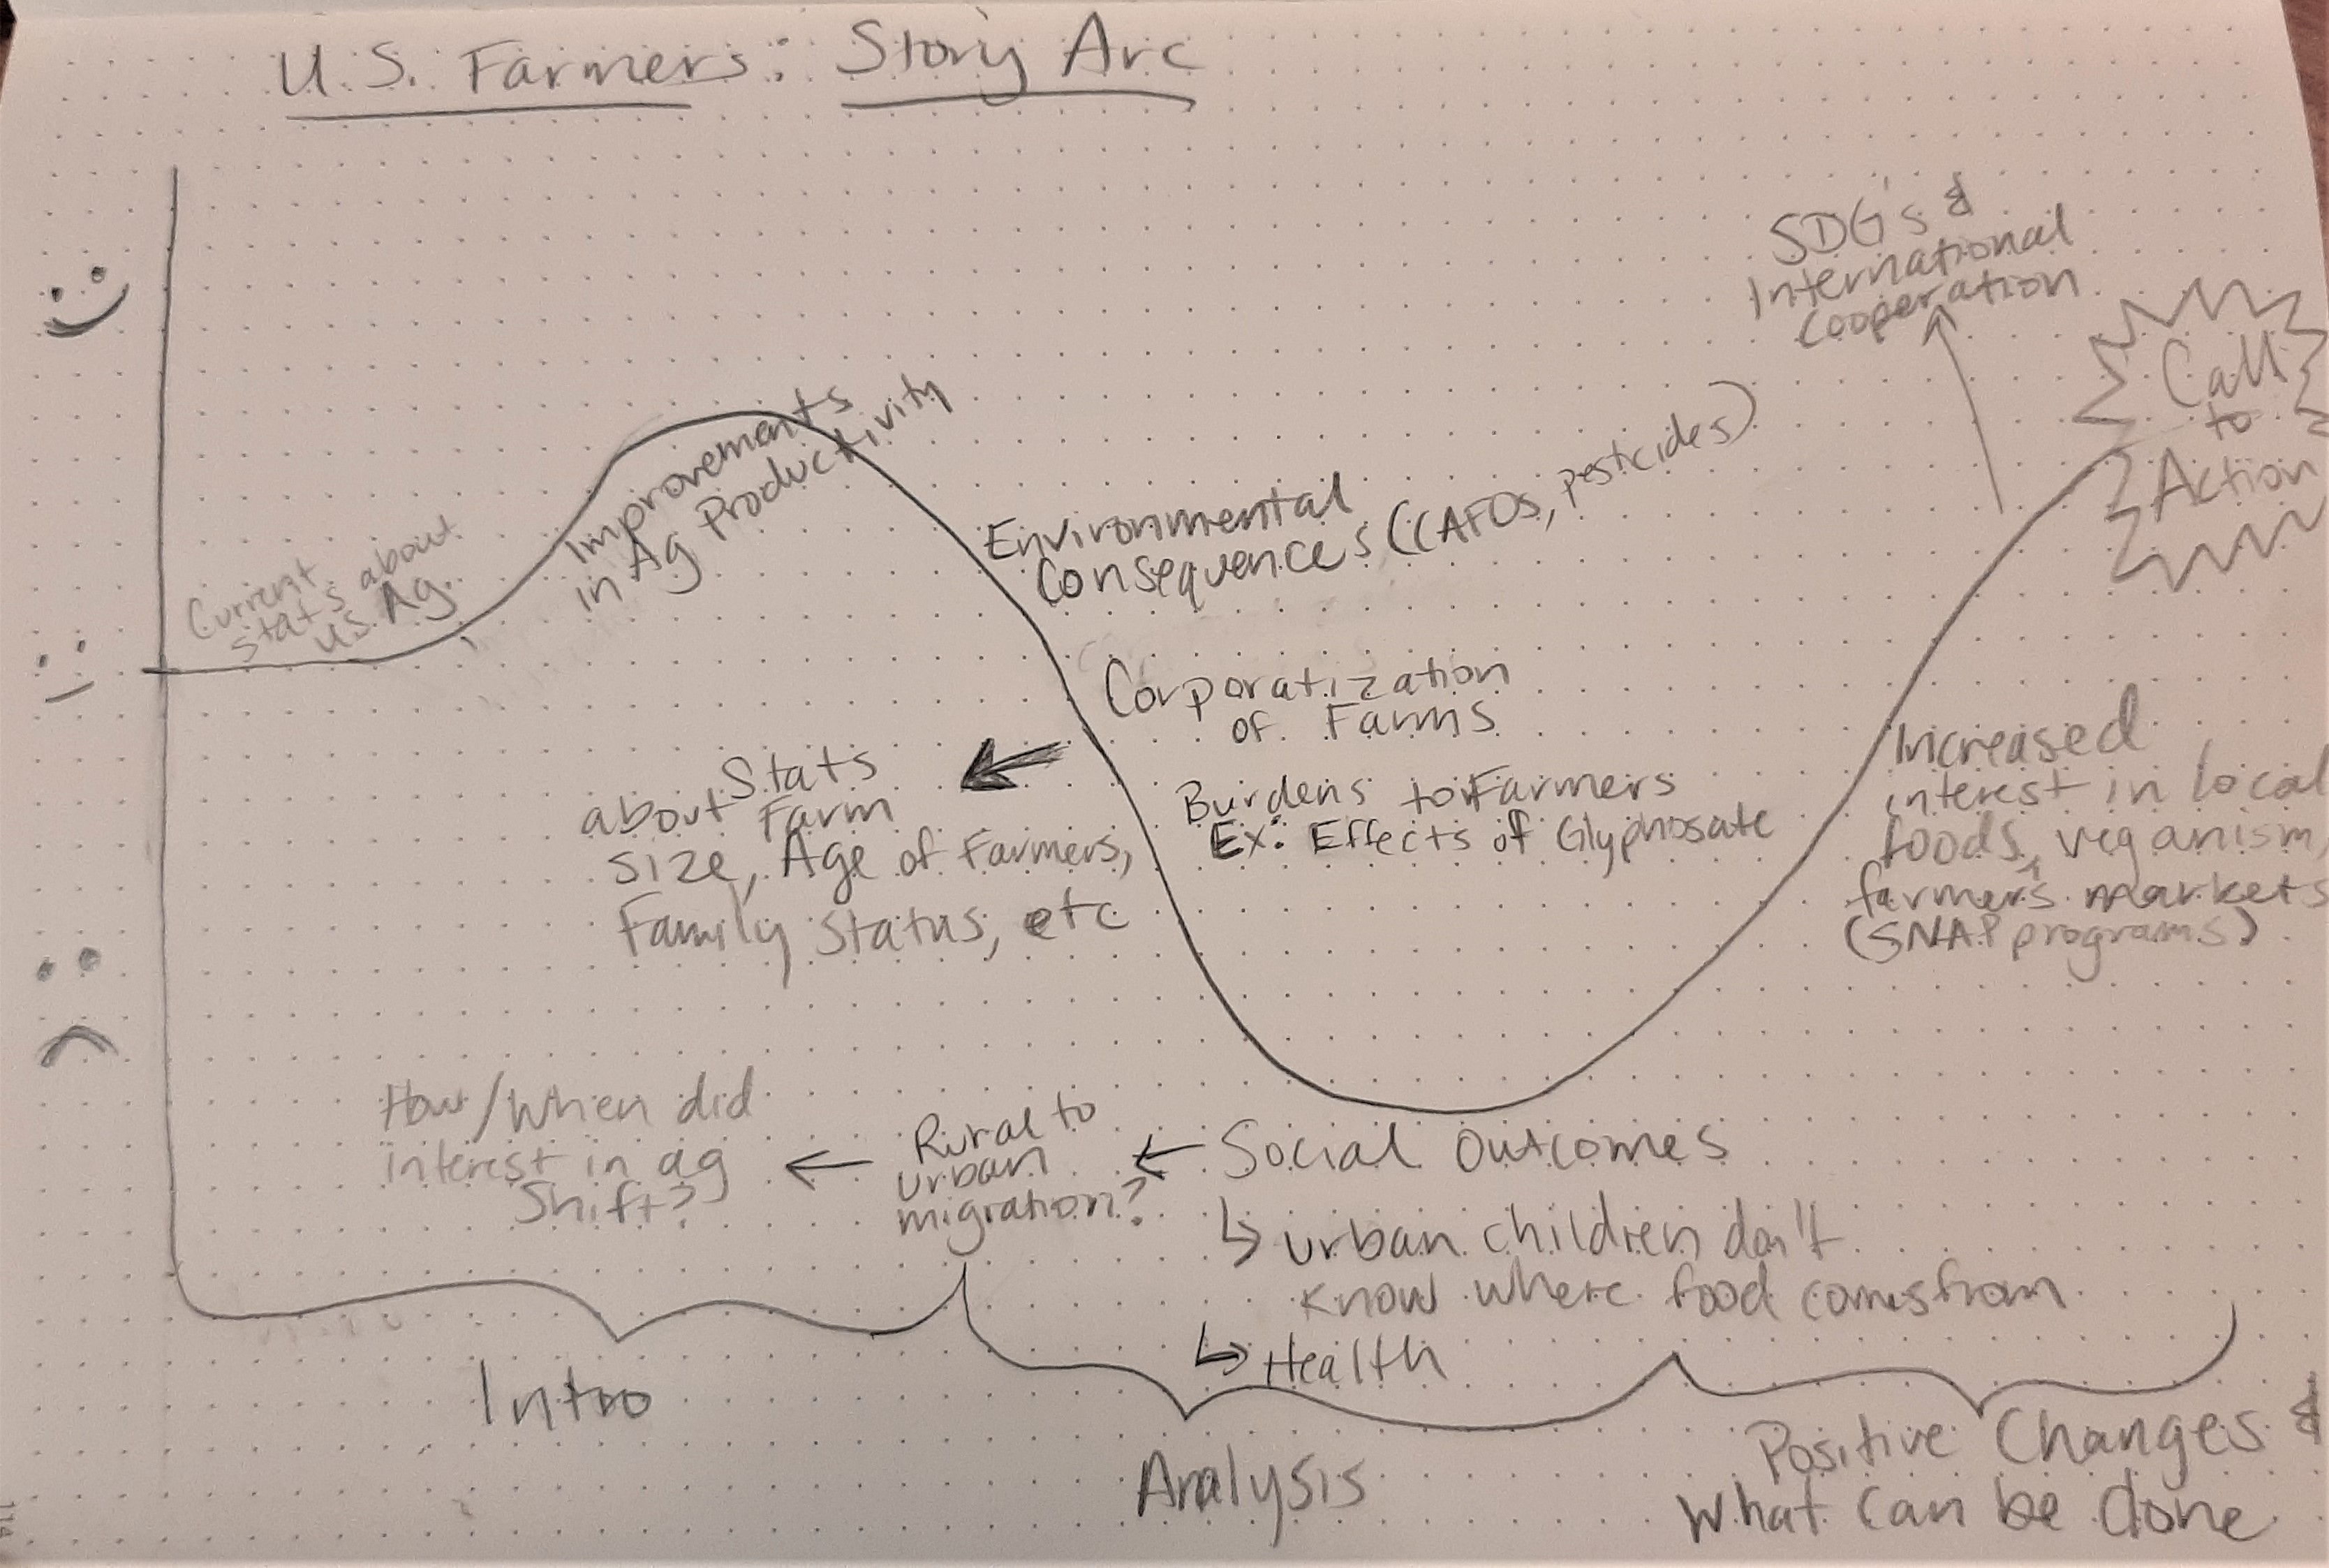 U.S. Farmers: Story Arc
SDG's &
International
Cooperation
Call
to
Action
Current
stats about
US Ag.
Improvements
in Ag Productivity
Environmental
Consequences (CAFOs, pesticides)
Corporatization
of Farms
Stats
about Farm
size, Age of Farmers,
Family status, etc
Burdens to Farmers
Ex: Effects of Glyphosate
Increased
interest in local
foods, veganism,
farmer's markets
(SNAP programs)
How/When did
interest in ag
shift?
Rural to
urban
migration?
Social Outcomes
urban children don't
know where food comes from
Health
Intro
Analysis
Positive Changes &
What can be done